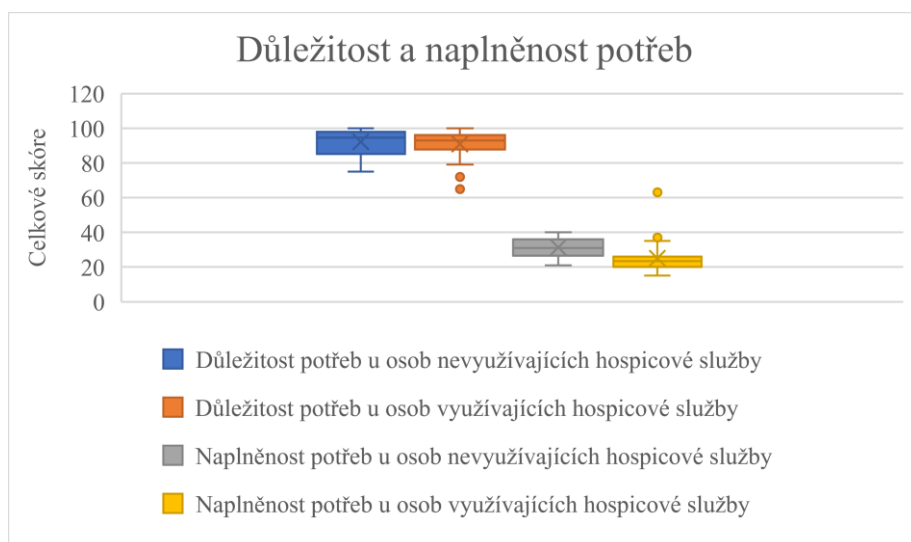 Důležitost a naplněnost potřeb
Celkové skóre
120
100
80
60
40
20
0
Důležitost potřeb u osob nevyužívajících hospicové služby
Důležitost potřeb u osob využívajících hospicové služby
Naplněnost potřeb u osob nevyužívajících hospicové služby
Naplněnost potřeb u osob využívajících hospicové služby